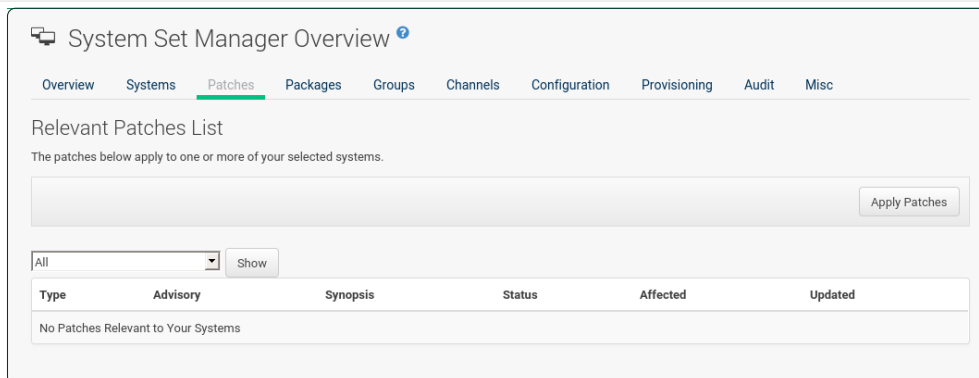 System Set Manager Overview ?
Overview Systems Patches Packages Groups Channels Configuration Provisioning Audit Misc
Relevant Patches List
The patches below apply to one or more of your selected systems.
Apply Patches
All Show
Type Advisory Synopsis Status Affected Updated
No Patches Relevant to Your Systems